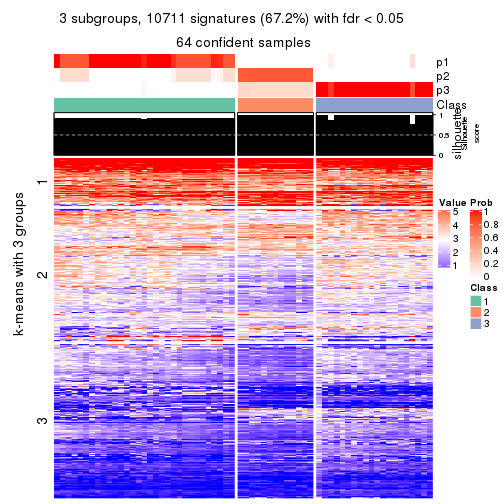 3 subgroups, 10711 signatures (67.2%) with fdr < 0.05
64 confident samples
p1
p2
p3
Class
1
0.5
0
silhouette
Silhouette
score
k-means with 3 groups
1
2
3
Value
5
4
3
2
1
Prob
1
0.8
0.6
0.4
0.2
0
Class
1
2
3